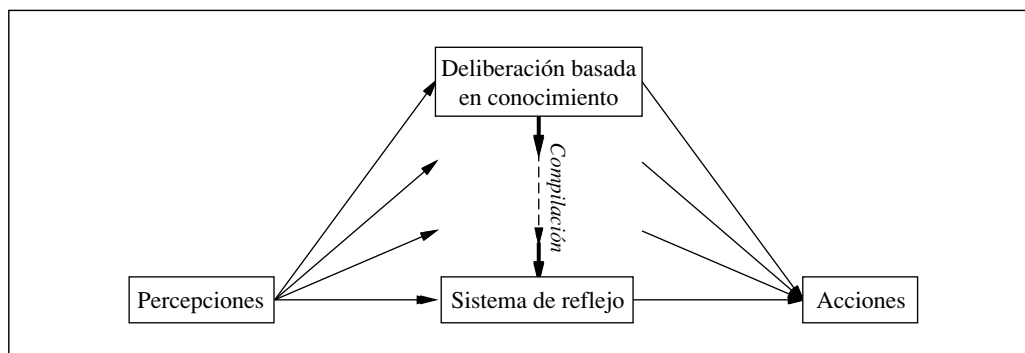 Deliberación basada
en conocimiento
Compilación
Percepciones
Sistema de reflejo
Acciones